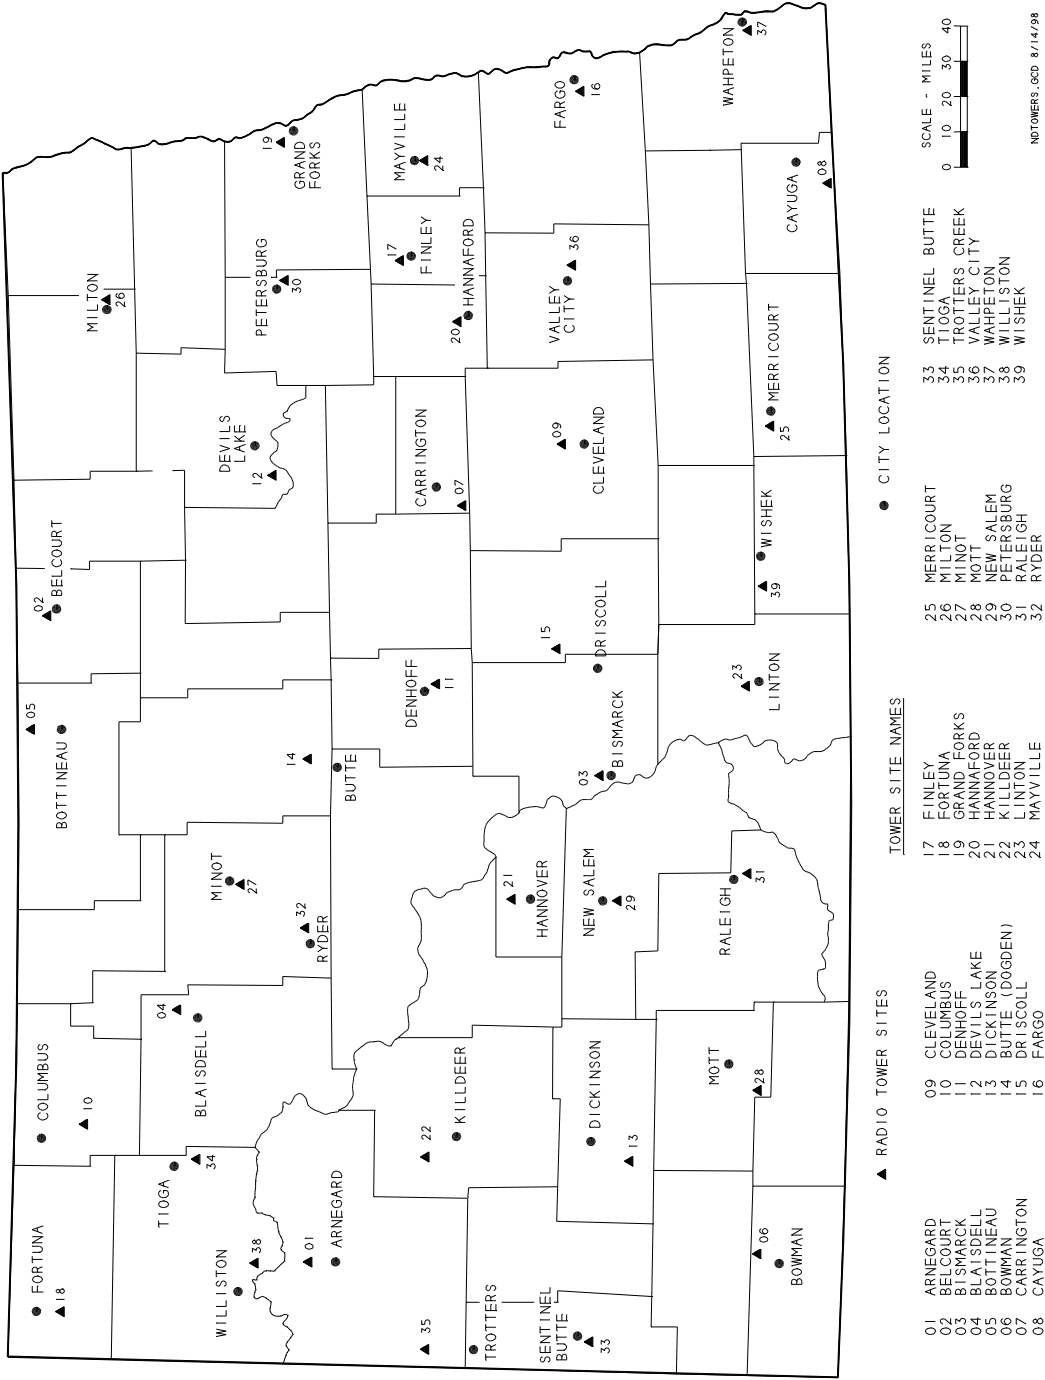 FORTUNA
18
COLUMBUS
10
BOTTINEAU
05
02
BELCOURT
MILTON
26
TIOGA
34
04
BLAISDELL
MINOT
27
32
RYDER
WILLISTON
38
01
ARNEGARD
14
BUTTE
12
DEVILS
LAKE
PETERSBURG
30
19
GRAND
FORKS
35
TROTTERS
22
KILLDEER
21
HANNOVER
DENHOFF
11
CARRINGTON
07
17
FINLEY
20
HANNAFORD
MAYVILLE
24
SENTINEL
BUTTE
33
DICKINSON
13
NEW SALEM
29
03
BISMARCK
15
DRISCOLL
09
CLEVELAND
VALLEY
CITY
36
FARGO
16
06
BOWMAN
MOTT
28
RALEIGH
31
23
LINTON
39
WISHEK
25
MERRICOURT
CAYUGA
08
WAHPETON
37
RADIO TOWER SITES
CITY LOCATION
TOWER SITE NAMES
01 ARNEGARD
02 BELCOURT
03 BISMARCK
04 BLAISDELL
05 BOTTINEAU
06 BOWMAN
07 CARRINGTON
08 CAYUGA
09 CLEVELAND
10 COLUMBUS
11 DENHOFF
12 DEVILS LAKE
13 DICKINSON
14 BUTTE (DOGDEN)
15 DRISCOLL
16 FARGO
17 FINLEY
18 FORTUNA
19 GRAND FORKS
20 HANNAFORD
21 HANNOVER
22 KILLDEER
23 LINTON
24 MAYVILLE
25 MERRICOURT
26 MILTON
27 MINOT
28 MOTT
29 NEW SALEM
30 PETERSBURG
31 RALEIGH
32 RYDER
33 SENTINEL BUTTE
34 TIOGA
35 TROTTERS CREEK
36 VALLEY CITY
37 WAHPETON
38 WILLISTON
39 WISHEK
SCALE - MILES
0 10 20 30 40
NDTOWERS.GCD 8/14/98